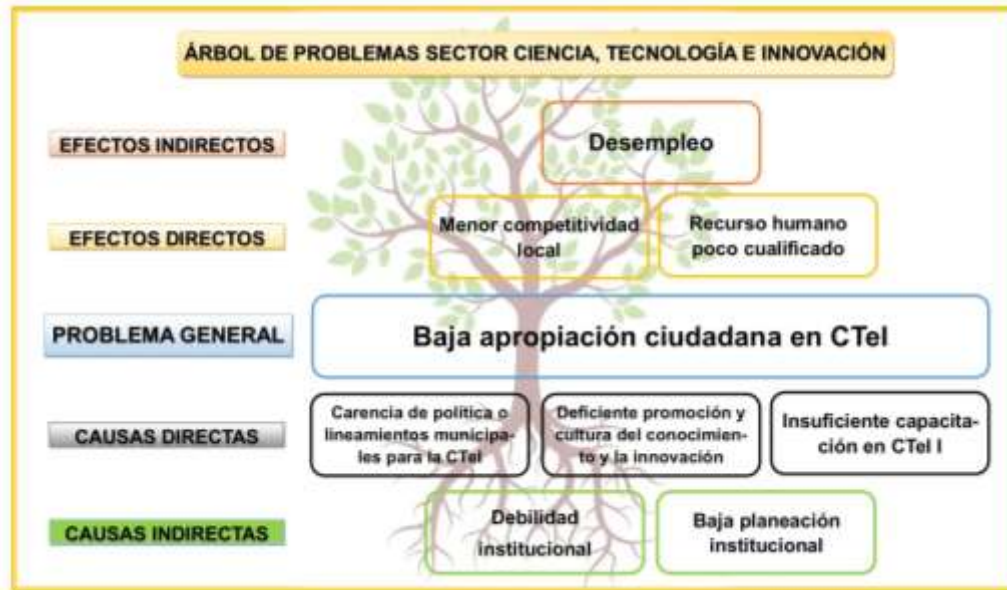 ÁRBOL DE PROBLEMAS SECTOR CIENCIA, TECNOLOGÍA E INNOVACIÓN
EFECTOS INDIRECTOS
Desempleo
EFECTOS DIRECTOS
Menor competitividad
local
Recurso humano
poco cualificado
PROBLEMA GENERAL
Baja apropiación ciudadana en CTeI
CAUSAS DIRECTAS
Carencia de política o
lineamientos municipa-
les para la CTeI
Deficiente promoción y
cultura del conocimien-
to y la innovación
Insuficiente capacita-
ción en CTeI I
CAUSAS INDIRECTAS
Debilidad
institucional
Baja planeación
institucional